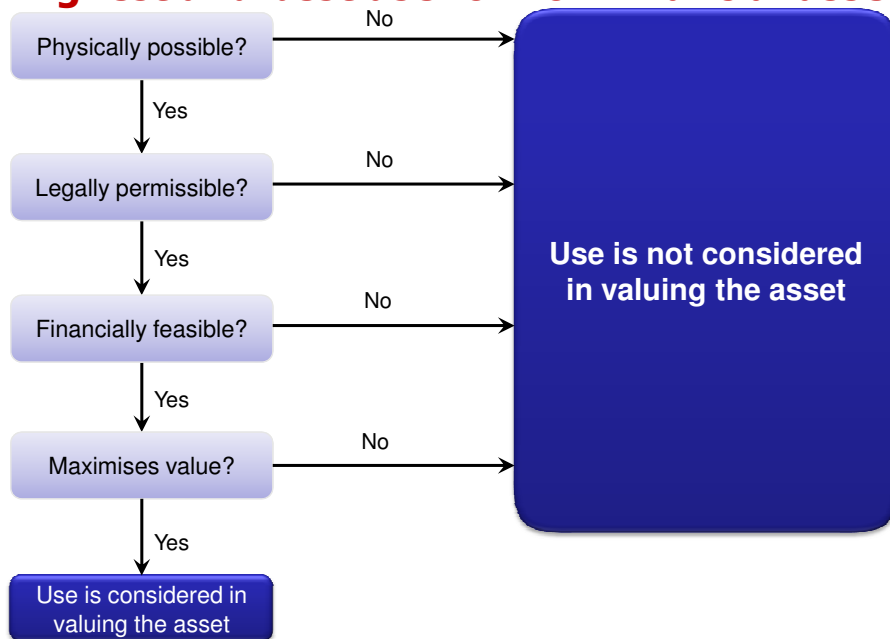 Physically possible?
No
Yes
Legally permissible?
No
Yes
Use is not considered
in valuing the asset
Financially feasible?
No
Yes
Maximises value?
No
Yes
Use is considered in
valuing the asset